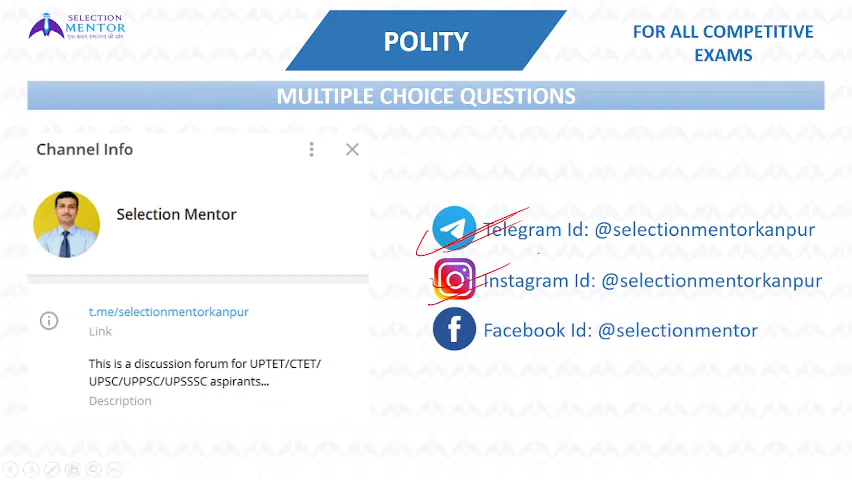 SELECTION
MENTOR
POLITY
FOR ALL COMPETITIVE
EXAMS
MULTIPLE CHOICE QUESTIONS
Channel Info
Selection Mentor
t.me/selectionmentorkanpur
Link
This is a discussion forum for UPTET/CTET/
UPSC/UPPSC/UPSSSC aspirants...
Description
Telegram Id: @selectionmentorkanpur
Instagram Id: @selectionmentorkanpur
Facebook Id: @selectionmentor